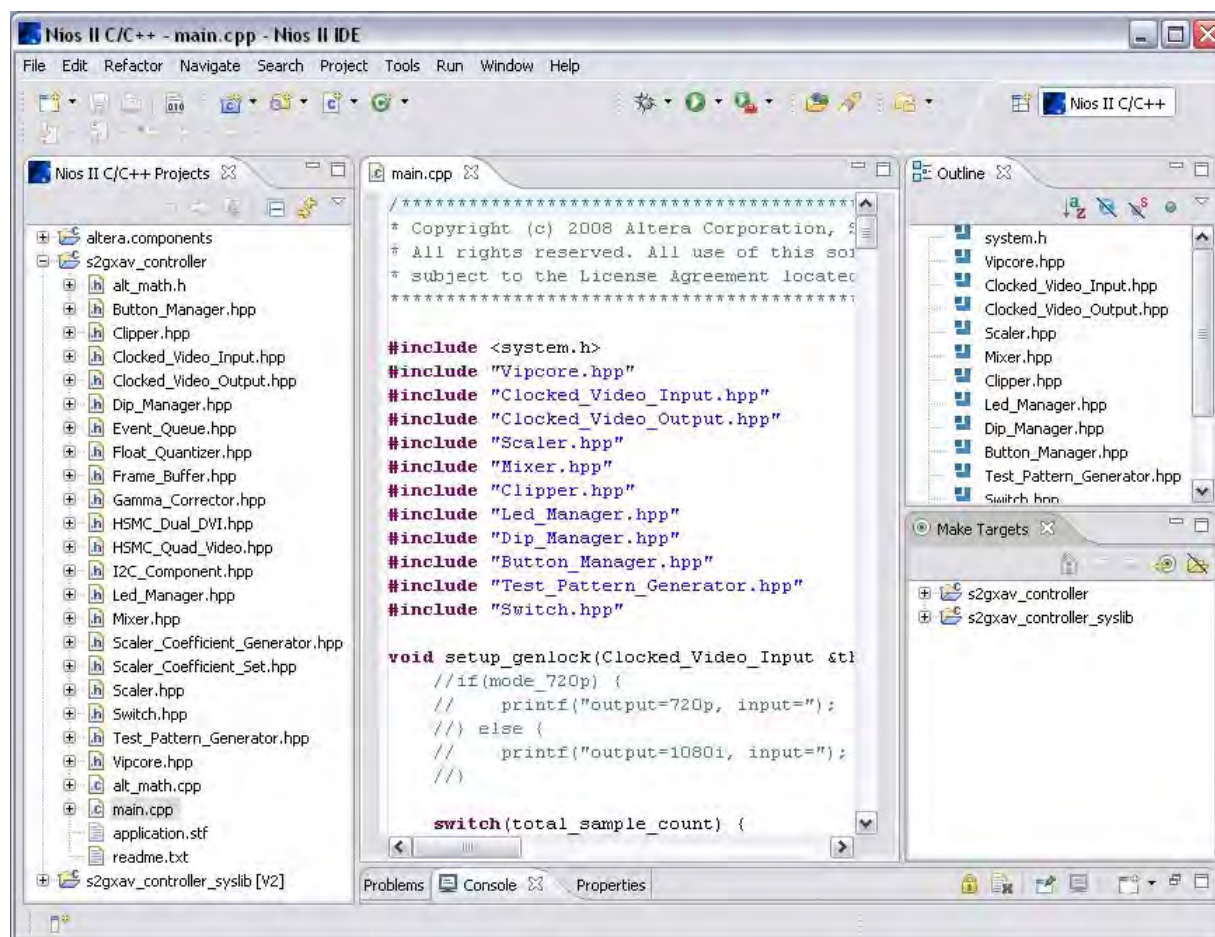 Nios II C/C++ - main.cpp - Nios II IDE
File Edit Refactor Navigate Search Project Tools Run Window Help
010
Nios II C/C++
Nios II C/C++ Projects
altera.components
s2gxav_controller
alt_math.h
Button_Manager.hpp
Clipper.hpp
Clocked_Video_Input.hpp
Clocked_Video_Output.hpp
Dip_Manager.hpp
Event_Queue.hpp
Float_Quantizer.hpp
Frame_Buffer.hpp
Gamma_Corrector.hpp
HSMC_Dual_DVI.hpp
HSMC_Quad_Video.hpp
I2C_Component.hpp
Led_Manager.hpp
Mixer.hpp
Scaler_Coefficient_Generator.hpp
Scaler_Coefficient_Set.hpp
Scaler.hpp
Switch.hpp
Test_Pattern_Generator.hpp
Vipcore.hpp
alt_math.cpp
main.cpp
application.stf
readme.txt
s2gxav_controller_syslib [V2]
main.cpp
/******************************************
* Copyright (c) 2008 Altera Corporation,
* All rights reserved. All use of this
* subject to the License Agreement located
*******************************************
#include <system.h>
#include "Vipcore.hpp"
#include "Clocked_Video_Input.hpp"
#include "Clocked_Video_Output.hpp"
#include "Scaler.hpp"
#include "Mixer.hpp"
#include "Clipper.hpp"
#include "Led_Manager.hpp"
#include "Dip_Manager.hpp"
#include "Button_Manager.hpp"
#include "Test_Pattern_Generator.hpp"
#include "Switch.hpp"
void setup_genlock(Clocked_Video_Input
//if(mode_720p) {
//    printf("output=720p, input=");
//} else {
//    printf("output=1080i, input=");
//}
switch(total_sample_count) {
Outline
system.h
Vipcore.hpp
Clocked_Video_Input.hpp
Clocked_Video_Output.hpp
Scaler.hpp
Mixer.hpp
Clipper.hpp
Led_Manager.hpp
Dip_Manager.hpp
Button_Manager.hpp
Test_Pattern_Generator.hpp
Switch.hpp
Make Targets
s2gxav_controller
s2gxav_controller_syslib
Problems Console Properties